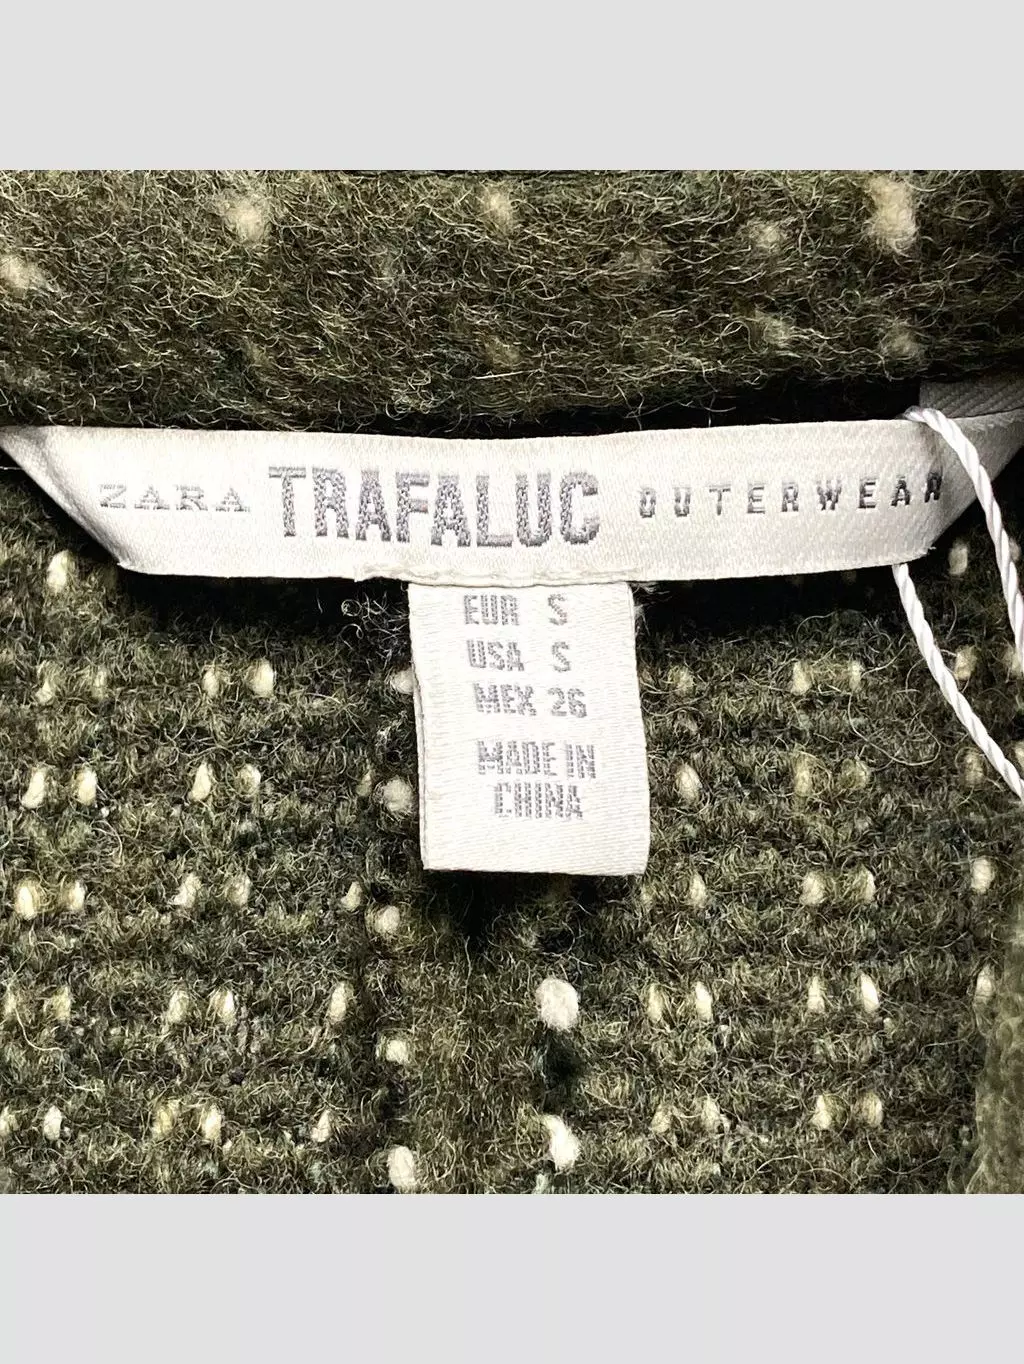 ZARA TRAFALUC OUTERWEAR
EUR S
USA S
MEX 26
MADE IN
CHINA